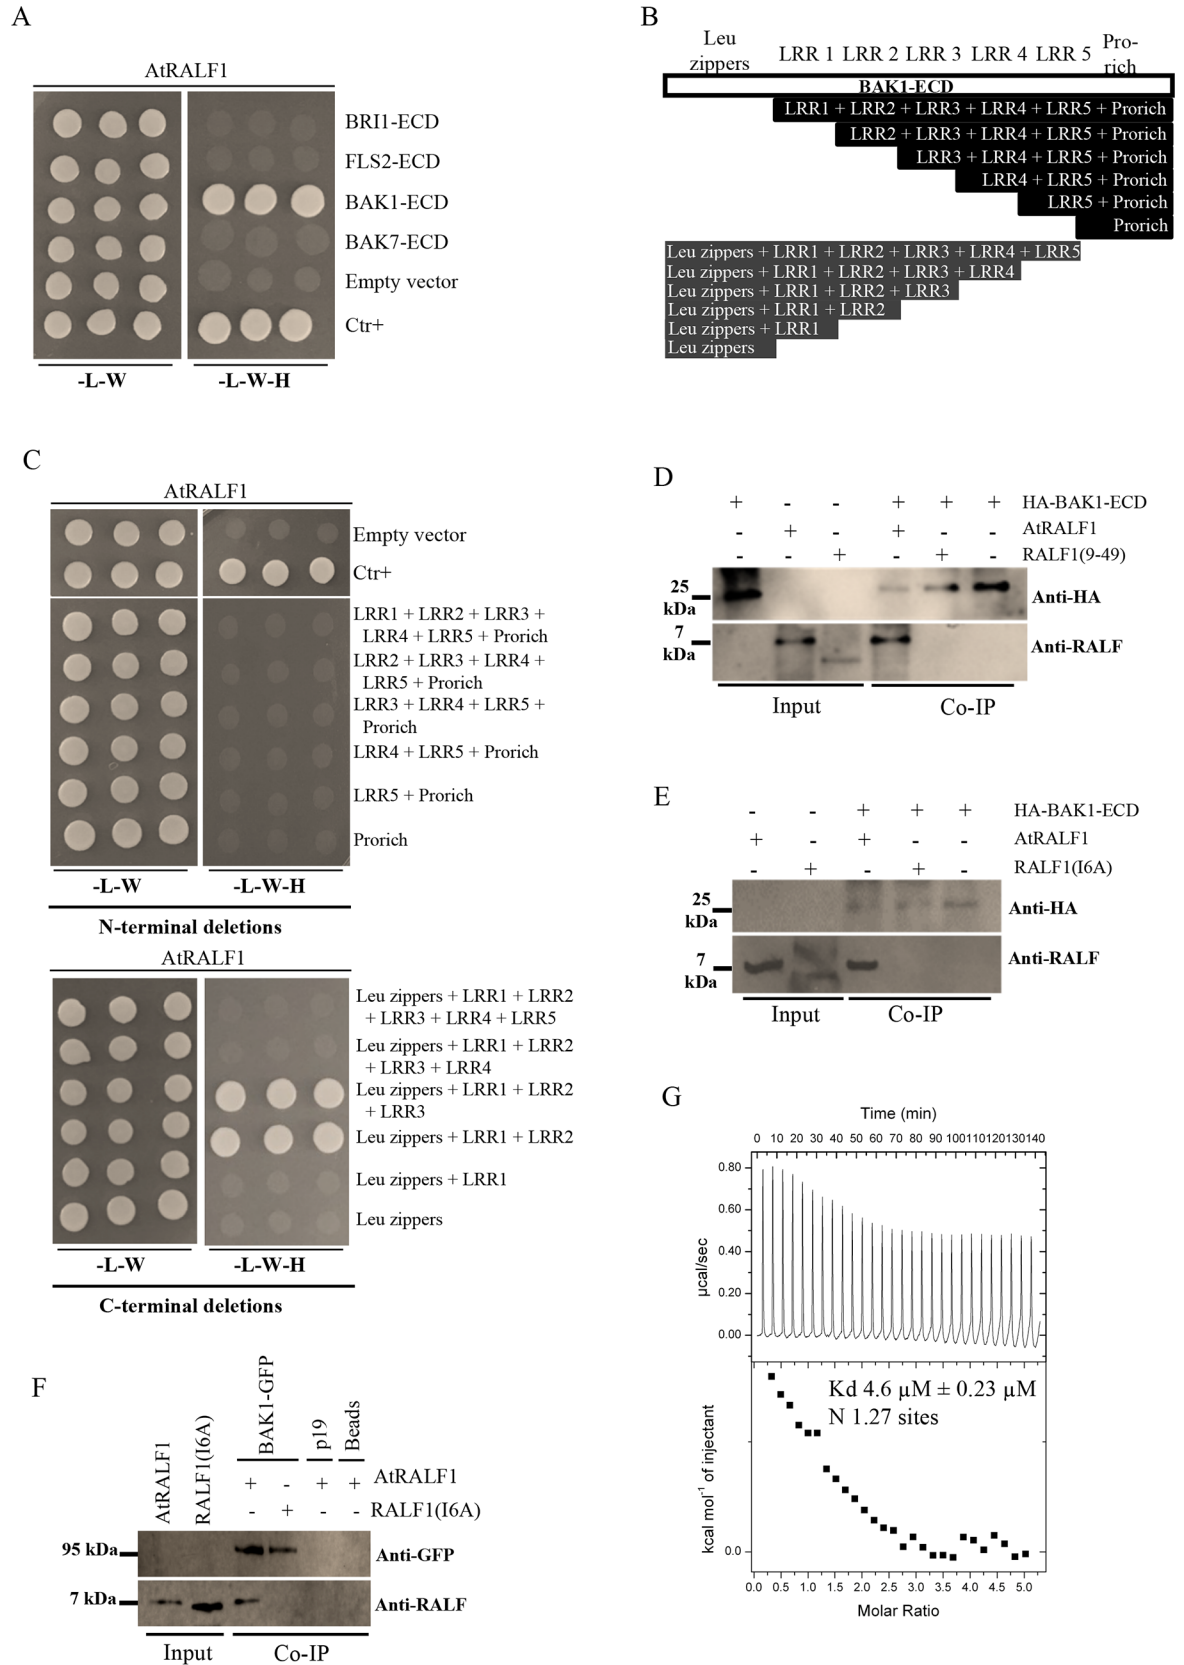 A
AtRALF1
BRI1-ECD
FLS2-ECD
BAK1-ECD
BAK7-ECD
Empty vector
Ctr+
-L-W
-L-W-H
B
Leu zippers
LRR 1 LRR 2 LRR 3 LRR 4 LRR 5
Pro-rich
BAK1-ECD
LRR1 + LRR2 + LRR3 + LRR4 + LRR5 + Prorich
LRR2 + LRR3 + LRR4 + LRR5 + Prorich
LRR3 + LRR4 + LRR5 + Prorich
LRR4 + LRR5 + Prorich
LRR5 + Prorich
Prorich
Leu zippers + LRR1 + LRR2 + LRR3 + LRR4 + LRR5
Leu zippers + LRR1 + LRR2 + LRR3 + LRR4
Leu zippers + LRR1 + LRR2 + LRR3
Leu zippers + LRR1 + LRR2
Leu zippers + LRR1
Leu zippers
C
AtRALF1
Empty vector
Ctr+
LRR1 + LRR2 + LRR3 +
LRR4 + LRR5 + Prorich
LRR2 + LRR3 + LRR4 +
LRR5 + Prorich
LRR3 + LRR4 + LRR5 +
Prorich
LRR4 + LRR5 + Prorich
LRR5 + Prorich
Prorich
-L-W
-L-W-H
N-terminal deletions
AtRALF1
Leu zippers + LRR1 + LRR2
+ LRR3 + LRR4 + LRR5
Leu zippers + LRR1 + LRR2
+ LRR3 + LRR4
Leu zippers + LRR1 + LRR2
+ LRR3
Leu zippers + LRR1 + LRR2
Leu zippers + LRR1
Leu zippers
-L-W
-L-W-H
C-terminal deletions
D
+ - - + + + HA-BAK1-ECD
- + - + - - AtRALF1
- - + - + - RALF1(9-49)
25 kDa
Anti-HA
7 kDa
Anti-RALF
Input
Co-IP
E
- - + + + HA-BAK1-ECD
+ - + - - AtRALF1
- + - + - RALF1(I6A)
25 kDa
Anti-HA
7 kDa
Anti-RALF
Input
Co-IP
F
AtRALF1
RALF1(I6A)
BAK1-GFP
p19
Beads
+ - + + AtRALF1
- + - - RALF1(I6A)
95 kDa
Anti-GFP
7 kDa
Anti-RALF
Input
Co-IP
G
Time (min)
0 10 20 30 40 50 60 70 80 90 100 110 120 130 140
0.80
0.60
0.40
0.20
0.00
µcal/sec
Kd 4.6 µM ± 0.23 µM
N 1.27 sites
kcal mol⁻¹ of injectant
0.0
0.0 0.5 1.0 1.5 2.0 2.5 3.0 3.5 4.0 4.5 5.0
Molar Ratio